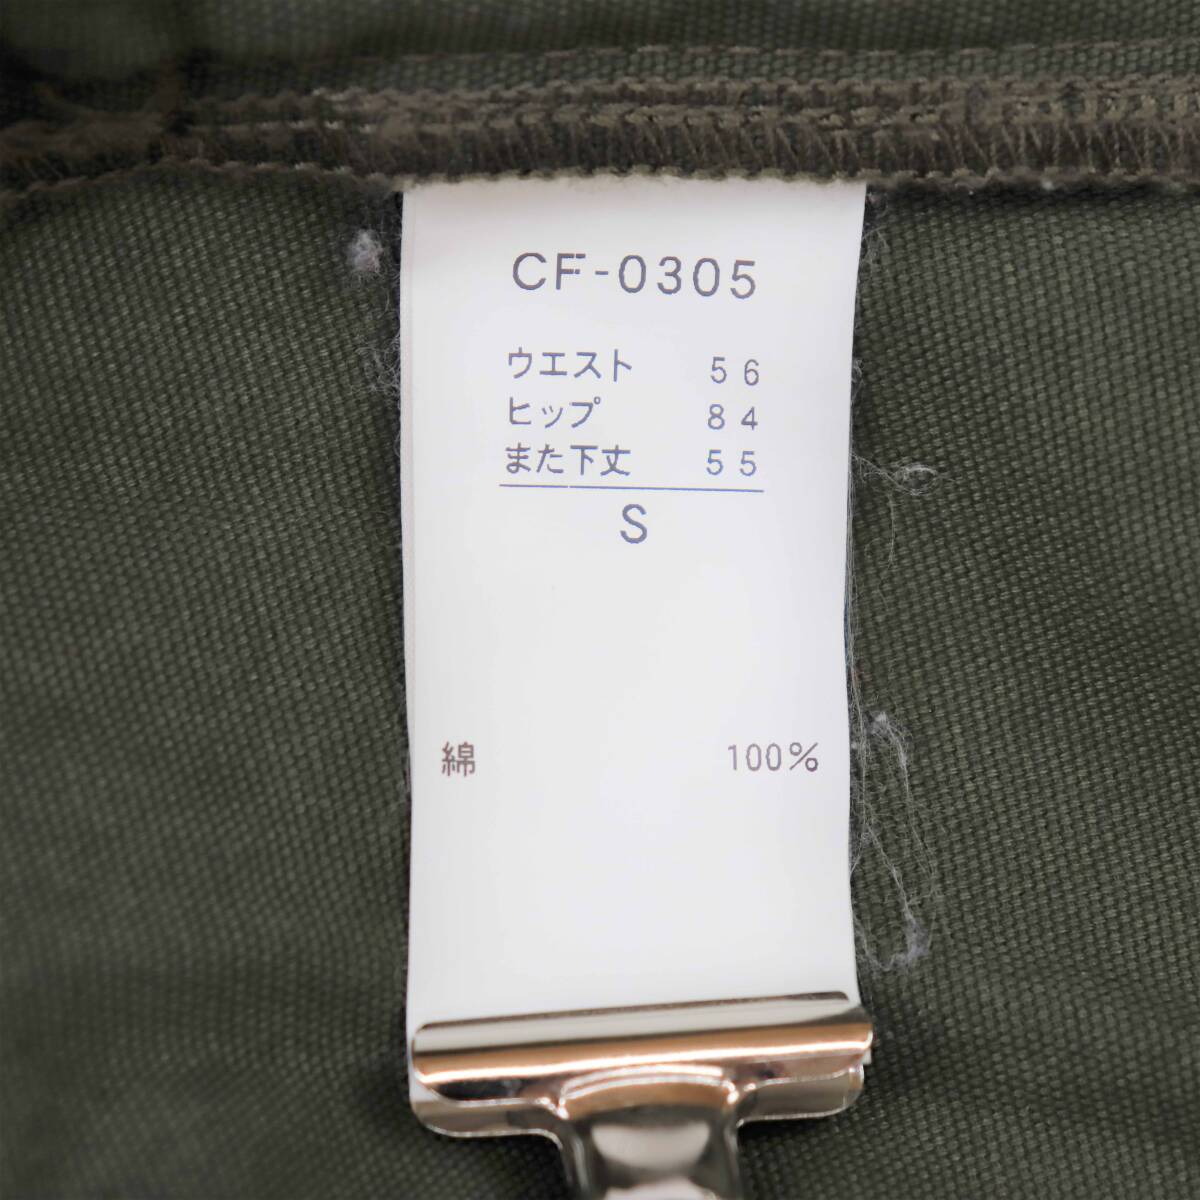 CF-0305
ウエスト 56
ヒップ 84
また下丈 55
S
綿 100%